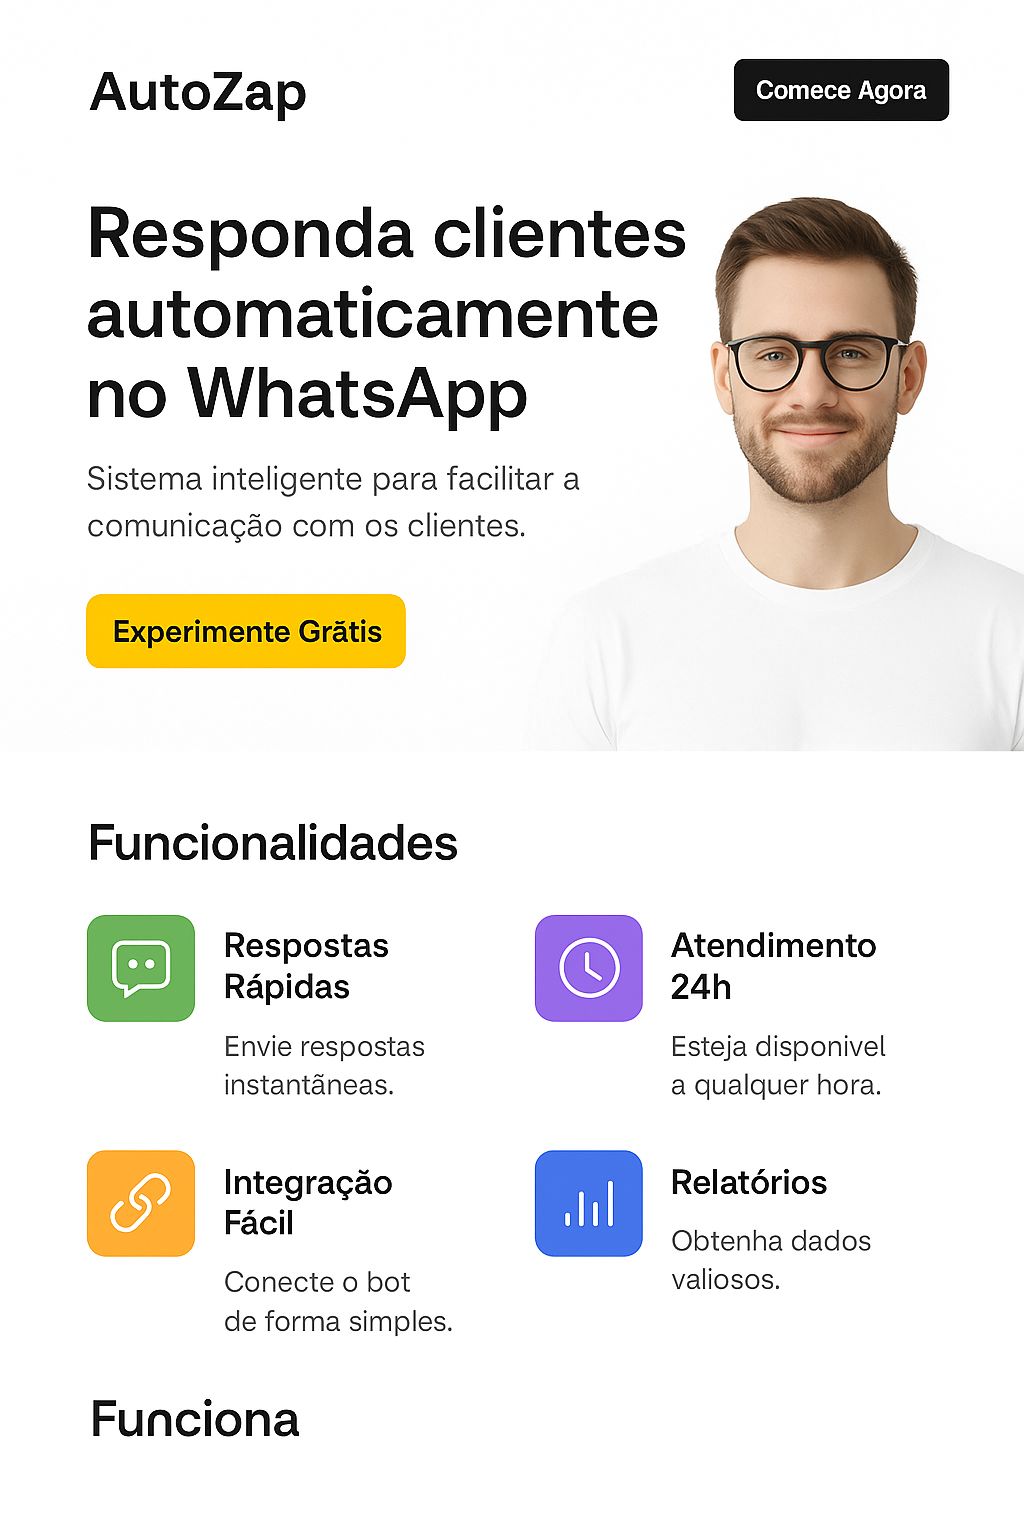 AutoZap
Comece Agora
Responda clientes
automaticamente
no WhatsApp
Sistema inteligente para facilitar a
comunicação com os clientes.
Experimente Grãtis
Funcionalidades
Respostas
Rápidas
Envie respostas
instantãneas.
Atendimento
24h
Esteja disponivel
a qualquer hora.
Integraçăo
Fácil
Conecte o bot
de forma simples.
Relatórios
Obtenha dados
valiosos.
Funciona